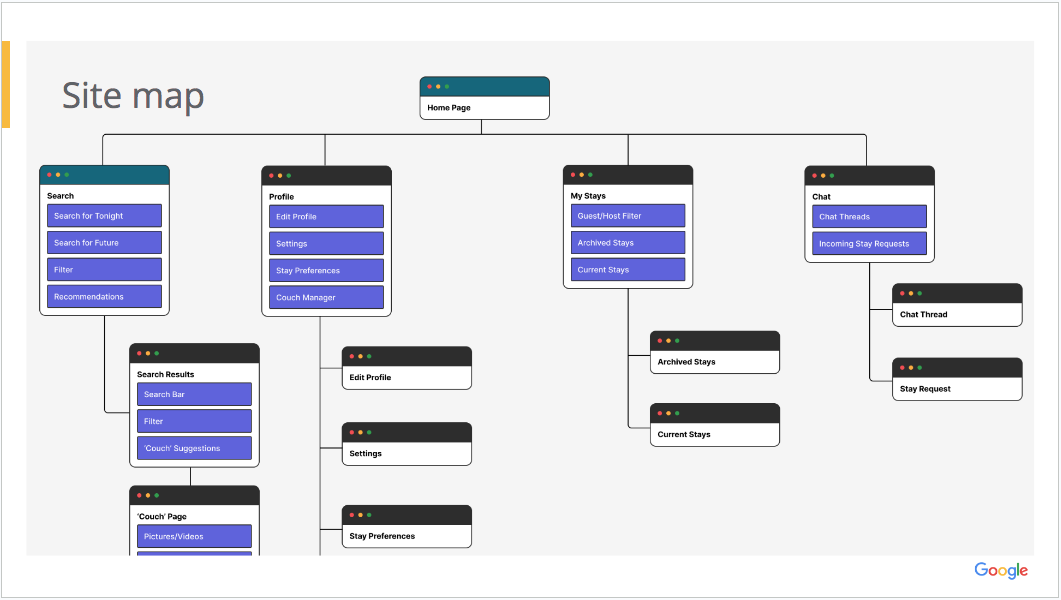 Site map
Home Page
Search
Search for Tonight
Search for Future
Filter
Recommendations
Search Results
Search Bar
Filter
'Couch' Suggestions
'Couch' Page
Pictures/Videos
Profile
Edit Profile
Settings
Stay Preferences
Couch Manager
Edit Profile
Settings
Stay Preferences
My Stays
Guest/Host Filter
Archived Stays
Current Stays
Archived Stays
Current Stays
Chat
Chat Threads
Incoming Stay Requests
Chat Thread
Stay Request
Google